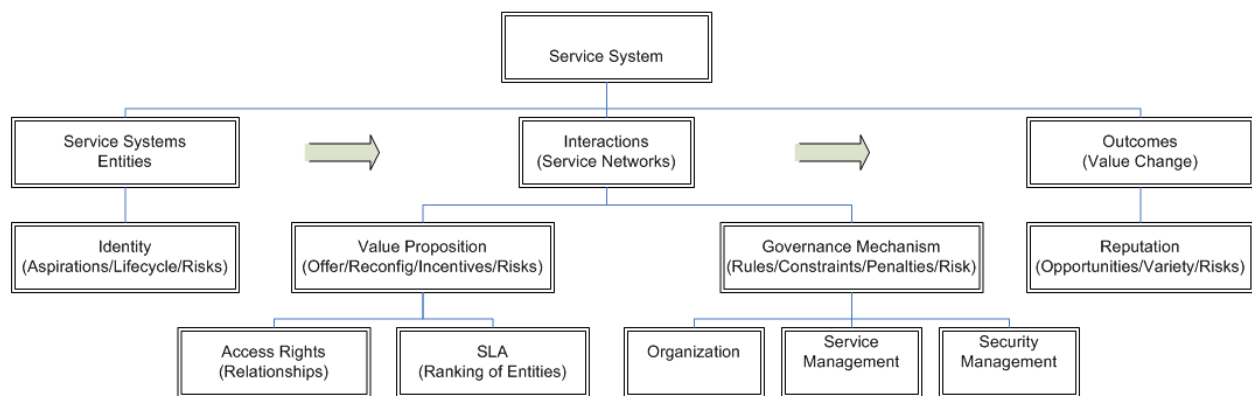 Service System
Service Systems
Entities
Interactions
(Service Networks)
Outcomes
(Value Change)
Identity
(Aspirations/Lifecycle/Risks)
Value Proposition
(Offer/Reconfig/Incentives/Risks)
Governance Mechanism
(Rules/Constraints/Penalties/Risk)
Reputation
(Opportunities/Variety/Risks)
Access Rights
(Relationships)
SLA
(Ranking of Entities)
Organization
Service
Management
Security
Management